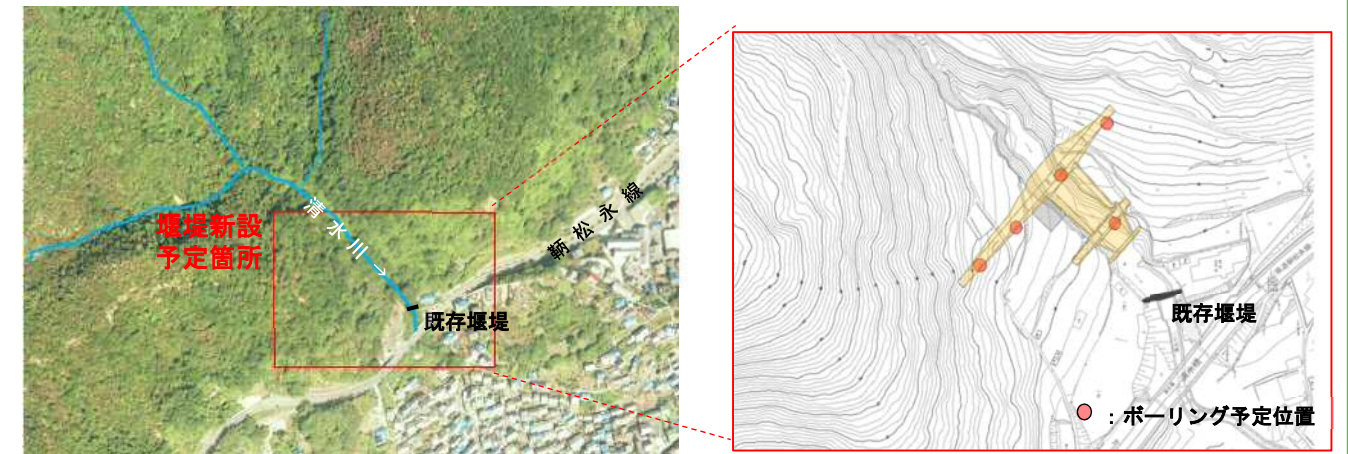 堰堤新設
予定箇所
清水川→
鞆松永線
既存堰堤
既存堰堤
：ボーリング予定位置